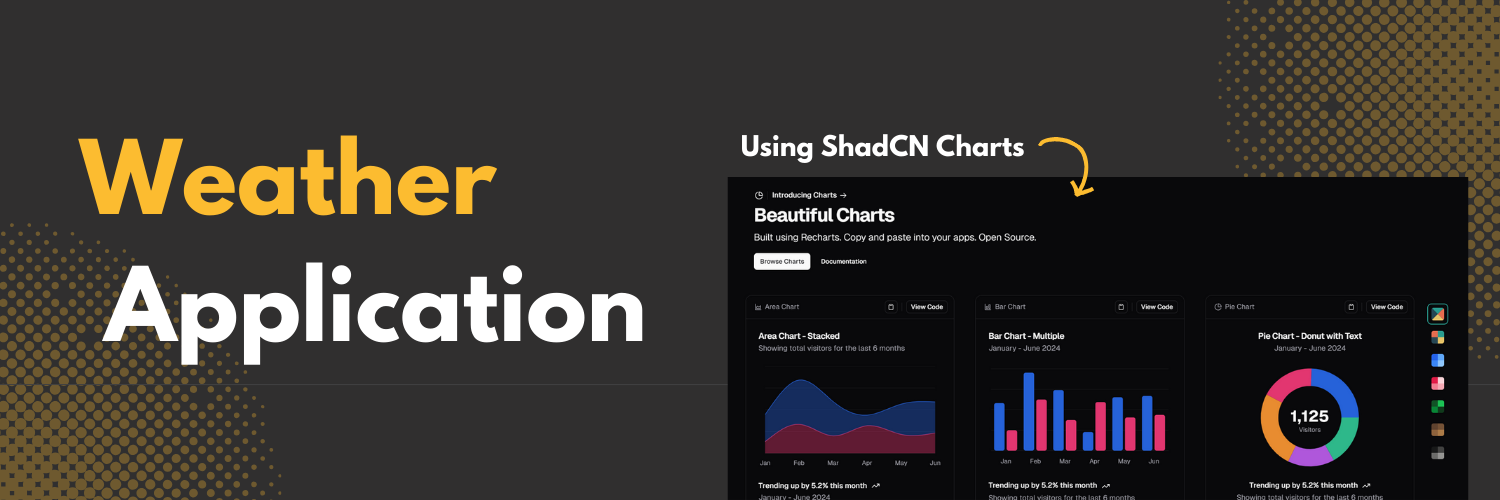 Weather
Application
Using ShadCN Charts
Introducing Charts →
Beautiful Charts
Built using Recharts. Copy and paste into your apps. Open Source.
Browse Charts Documentation
Area Chart View Code
Area Chart - Stacked
Showing total visitors for the last 6 months
Jan Feb Mar Apr May Jun
Trending up by 5.2% this month
January - June 2024
Bar Chart View Code
Bar Chart - Multiple
January - June 2024
Jan Feb Mar Apr May Jun
Trending up by 5.2% this month
Showing total visitors for the last 6 months
Pie Chart View Code
Pie Chart - Donut with Text
January - June 2024
1,125
Visitors
Trending up by 5.2% this month
Showing total visitors for the last 6 months